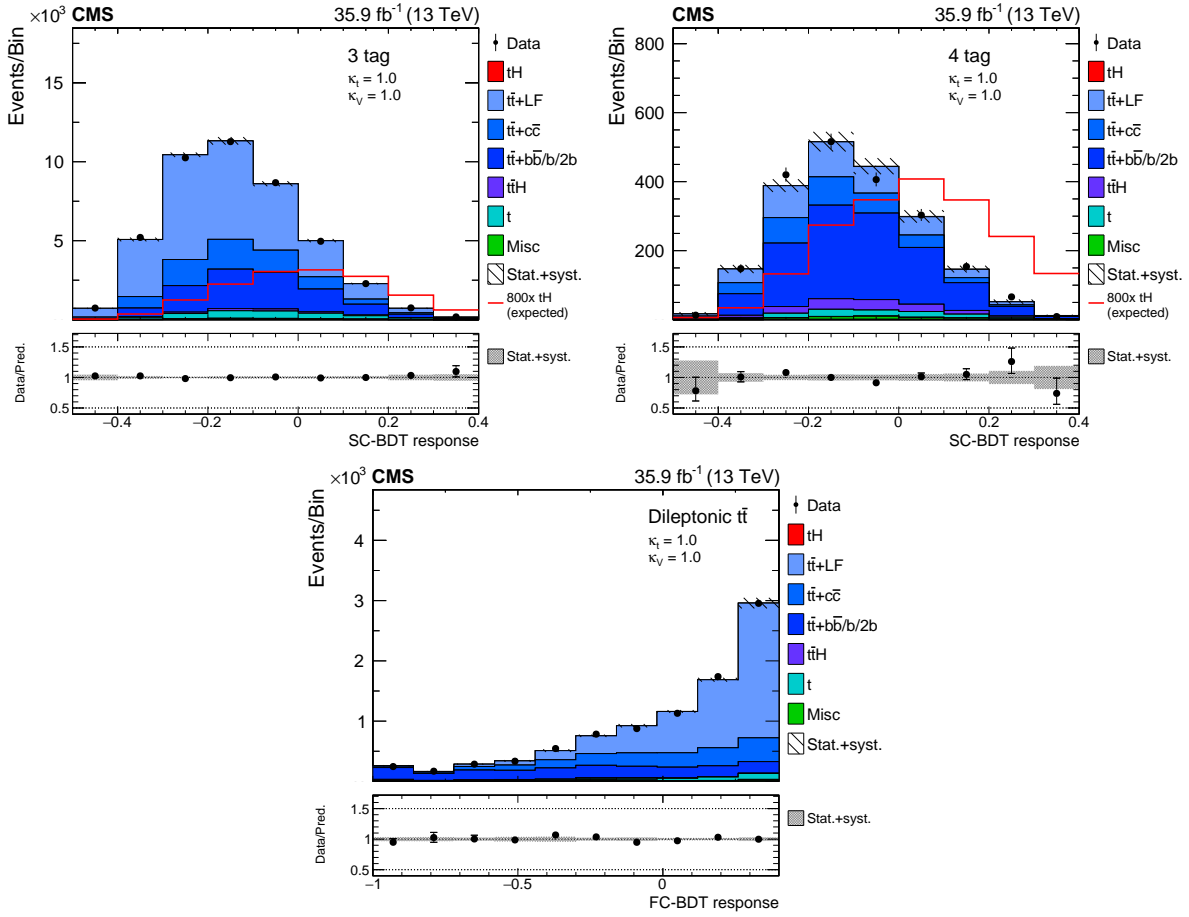 ×10³ CMS 35.9 fb⁻¹ (13 TeV)
Events/Bin
15
10
5
3 tag
κt = 1.0
κV = 1.0
Data
tH
tt̄+LF
tt̄+cc̄
tt̄+bb̄/b/2b
tt̄H
t
Misc
Stat.+syst.
800x tH
(expected)
Data/Pred.
1.5
1
0.5
Stat.+syst.
−0.4 −0.2 0 0.2 0.4
SC-BDT response
CMS 35.9 fb⁻¹ (13 TeV)
Events/Bin
800
600
400
200
4 tag
κt = 1.0
κV = 1.0
Data
tH
tt̄+LF
tt̄+cc̄
tt̄+bb̄/b/2b
tt̄H
t
Misc
Stat.+syst.
800x tH
(expected)
Data/Pred.
1.5
1
0.5
Stat.+syst.
−0.4 −0.2 0 0.2 0.4
SC-BDT response
×10³ CMS 35.9 fb⁻¹ (13 TeV)
Events/Bin
4
3
2
1
Dileptonic tt̄
κt = 1.0
κV = 1.0
Data
tH
tt̄+LF
tt̄+cc̄
tt̄+bb̄/b/2b
tt̄H
t
Misc
Stat.+syst.
Data/Pred.
1.5
1
0.5
Stat.+syst.
−1 −0.5 0
FC-BDT response